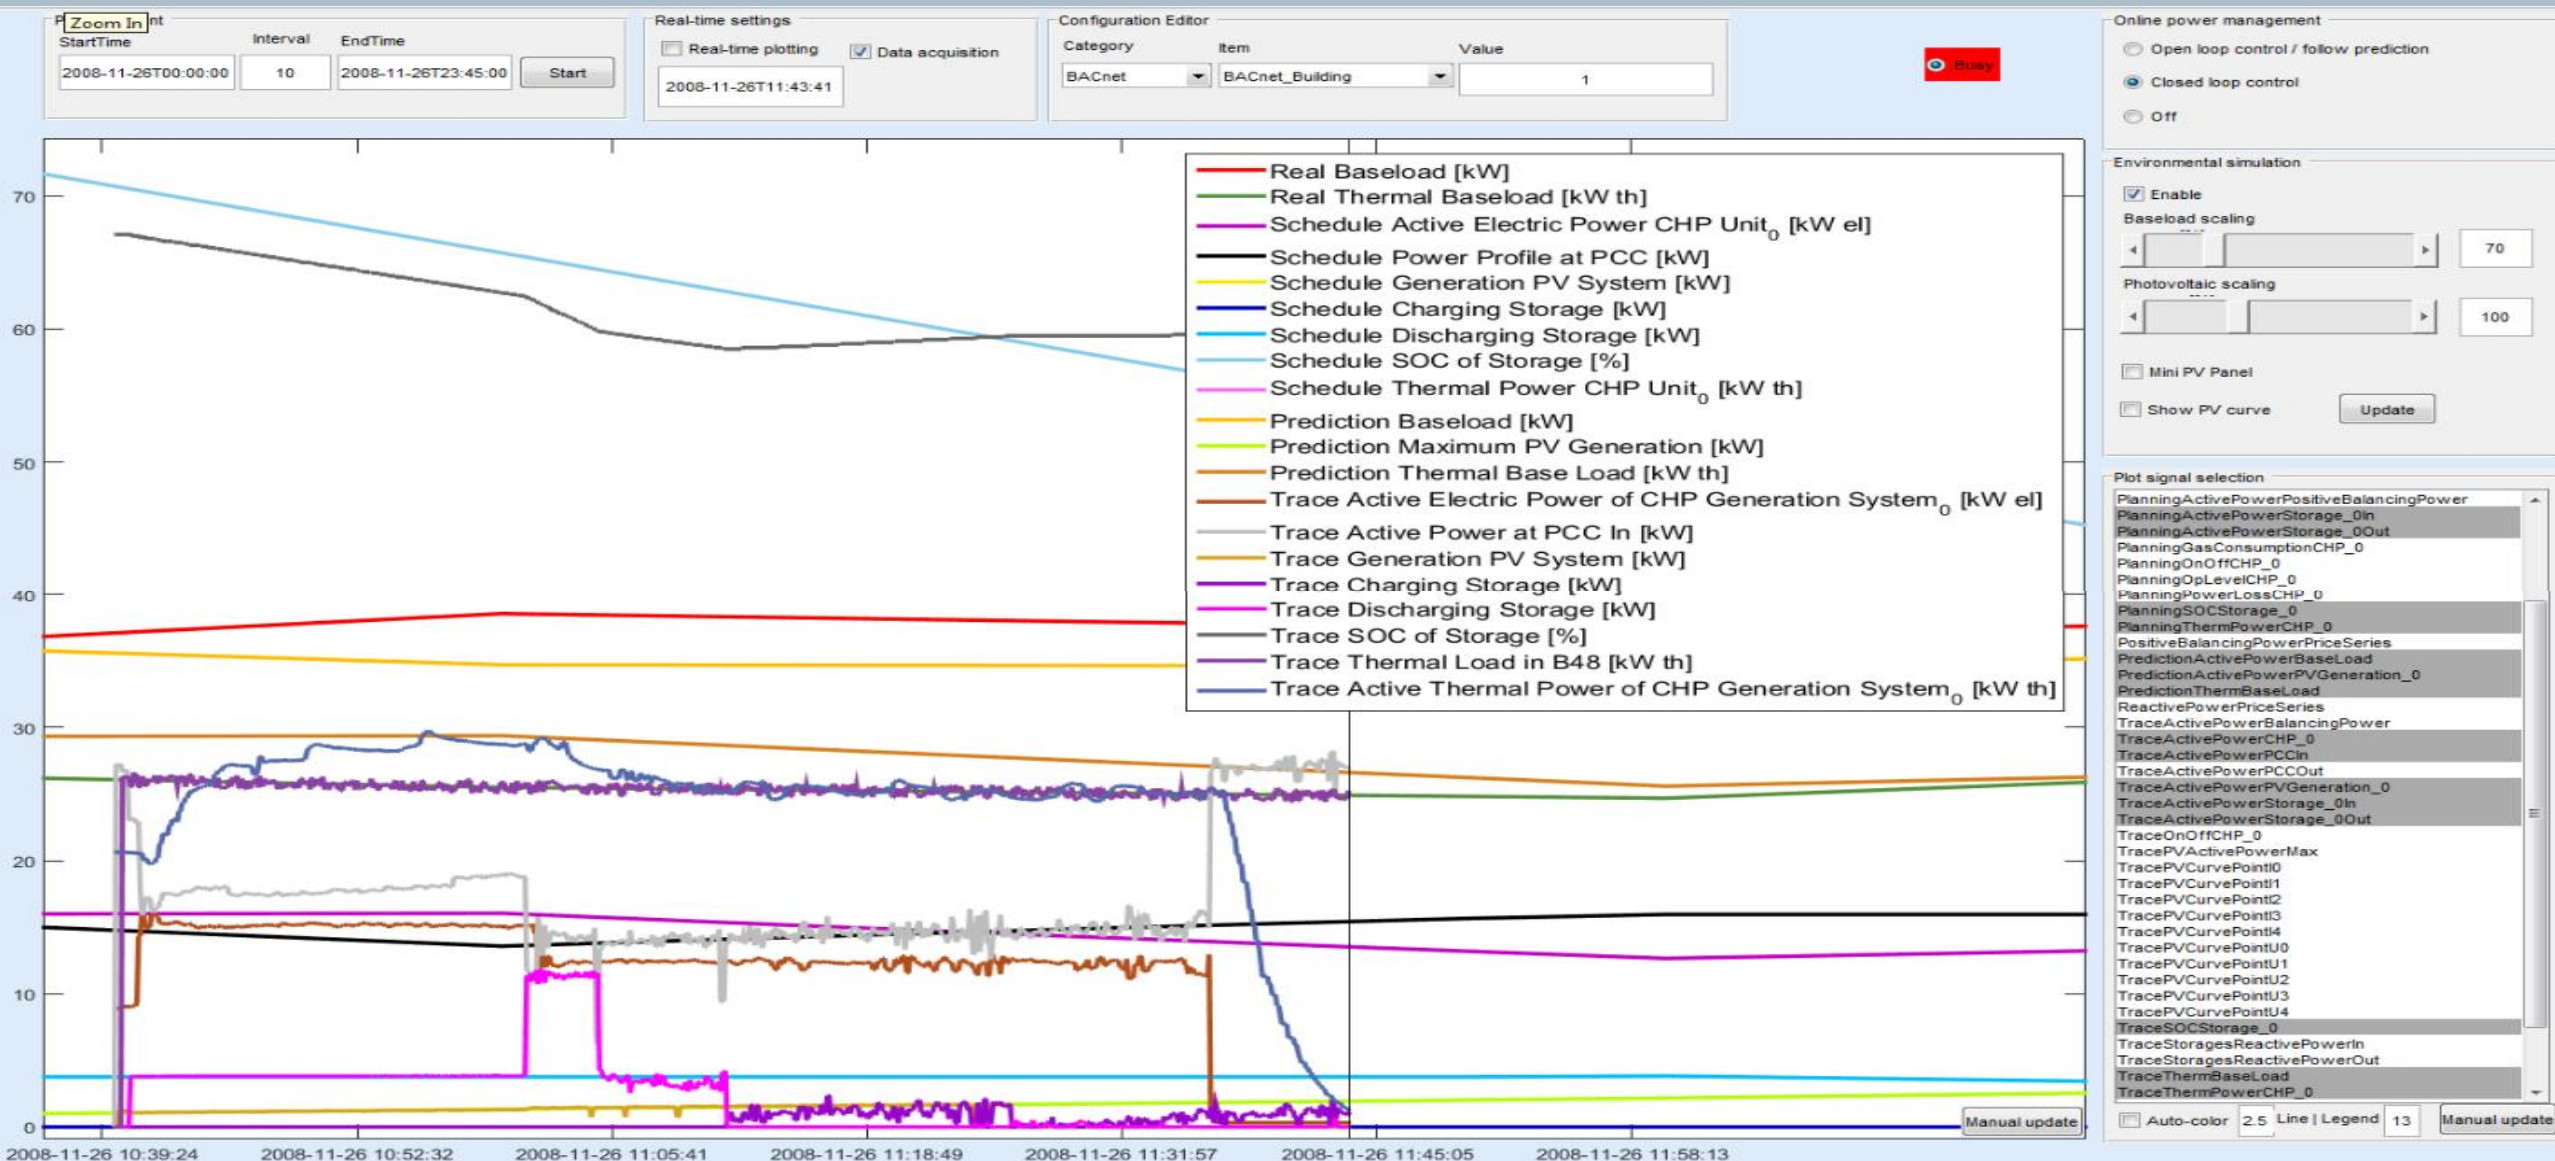 Zoom In
nt
StartTime
Interval
EndTime
2008-11-26T00:00:00
10
2008-11-26T23:45:00
Start
Real-time settings
Real-time plotting
Data acquisition
2008-11-26T11:43:41
Configuration Editor
Category
Item
Value
BACnet
BACnet_Building
1
Busy
Online power management
Open loop control / follow prediction
Closed loop control
Off
Environmental simulation
Enable
Baseload scaling
70
Photovoltaic scaling
100
Mini PV Panel
Show PV curve
Update
Plot signal selection
PlanningActivePowerPositiveBalancingPower
PlanningActivePowerStorage_0In
PlanningActivePowerStorage_0Out
PlanningGasConsumptionCHP_0
PlanningOnOffCHP_0
PlanningOpLevelCHP_0
PlanningPowerLossCHP_0
PlanningSOCStorage_0
PlanningThermPowerCHP_0
PositiveBalancingPowerPriceSeries
PredictionActivePowerBaseLoad
PredictionActivePowerPVGeneration_0
PredictionThermBaseLoad
ReactivePowerPriceSeries
TraceActivePowerBalancingPower
TraceActivePowerCHP_0
TraceActivePowerPCCIn
TraceActivePowerPCCOut
TraceActivePowerPVGeneration_0
TraceActivePowerStorage_0In
TraceActivePowerStorage_0Out
TraceOnOffCHP_0
TracePVActivePowerMax
TracePVCurvePointI0
TracePVCurvePointI1
TracePVCurvePointI2
TracePVCurvePointI3
TracePVCurvePointI4
TracePVCurvePointU0
TracePVCurvePointU1
TracePVCurvePointU2
TracePVCurvePointU3
TracePVCurvePointU4
TraceSOCStorage_0
TraceStoragesReactivePowerIn
TraceStoragesReactivePowerOut
TraceThermBaseLoad
TraceThermPowerCHP_0
Auto-color
2.5
Line | Legend
13
Manual update
Real Baseload [kW]
Real Thermal Baseload [kW th]
Schedule Active Electric Power CHP Unit0 [kW el]
Schedule Power Profile at PCC [kW]
Schedule Generation PV System [kW]
Schedule Charging Storage [kW]
Schedule Discharging Storage [kW]
Schedule SOC of Storage [%]
Schedule Thermal Power CHP Unit0 [kW th]
Prediction Baseload [kW]
Prediction Maximum PV Generation [kW]
Prediction Thermal Base Load [kW th]
Trace Active Electric Power of CHP Generation System0 [kW el]
Trace Active Power at PCC In [kW]
Trace Generation PV System [kW]
Trace Charging Storage [kW]
Trace Discharging Storage [kW]
Trace SOC of Storage [%]
Trace Thermal Load in B48 [kW th]
Trace Active Thermal Power of CHP Generation System0 [kW th]
70
60
50
40
30
20
10
0
Manual update
2008-11-26 10:39:24
2008-11-26 10:52:32
2008-11-26 11:05:41
2008-11-26 11:18:49
2008-11-26 11:31:57
2008-11-26 11:45:05
2008-11-26 11:58:13